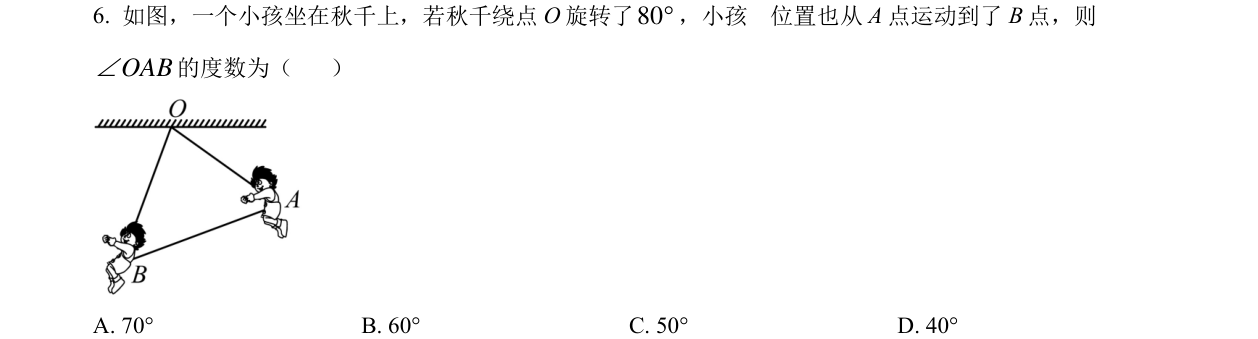 6. 如图，一个小孩坐在秋千上，若秋千绕点 O 旋转了80°，小孩 位置也从 A 点运动到了 B 点，则
∠OAB 的度数为（ ）
O
A
B
A. 70° B. 60° C. 50° D. 40°